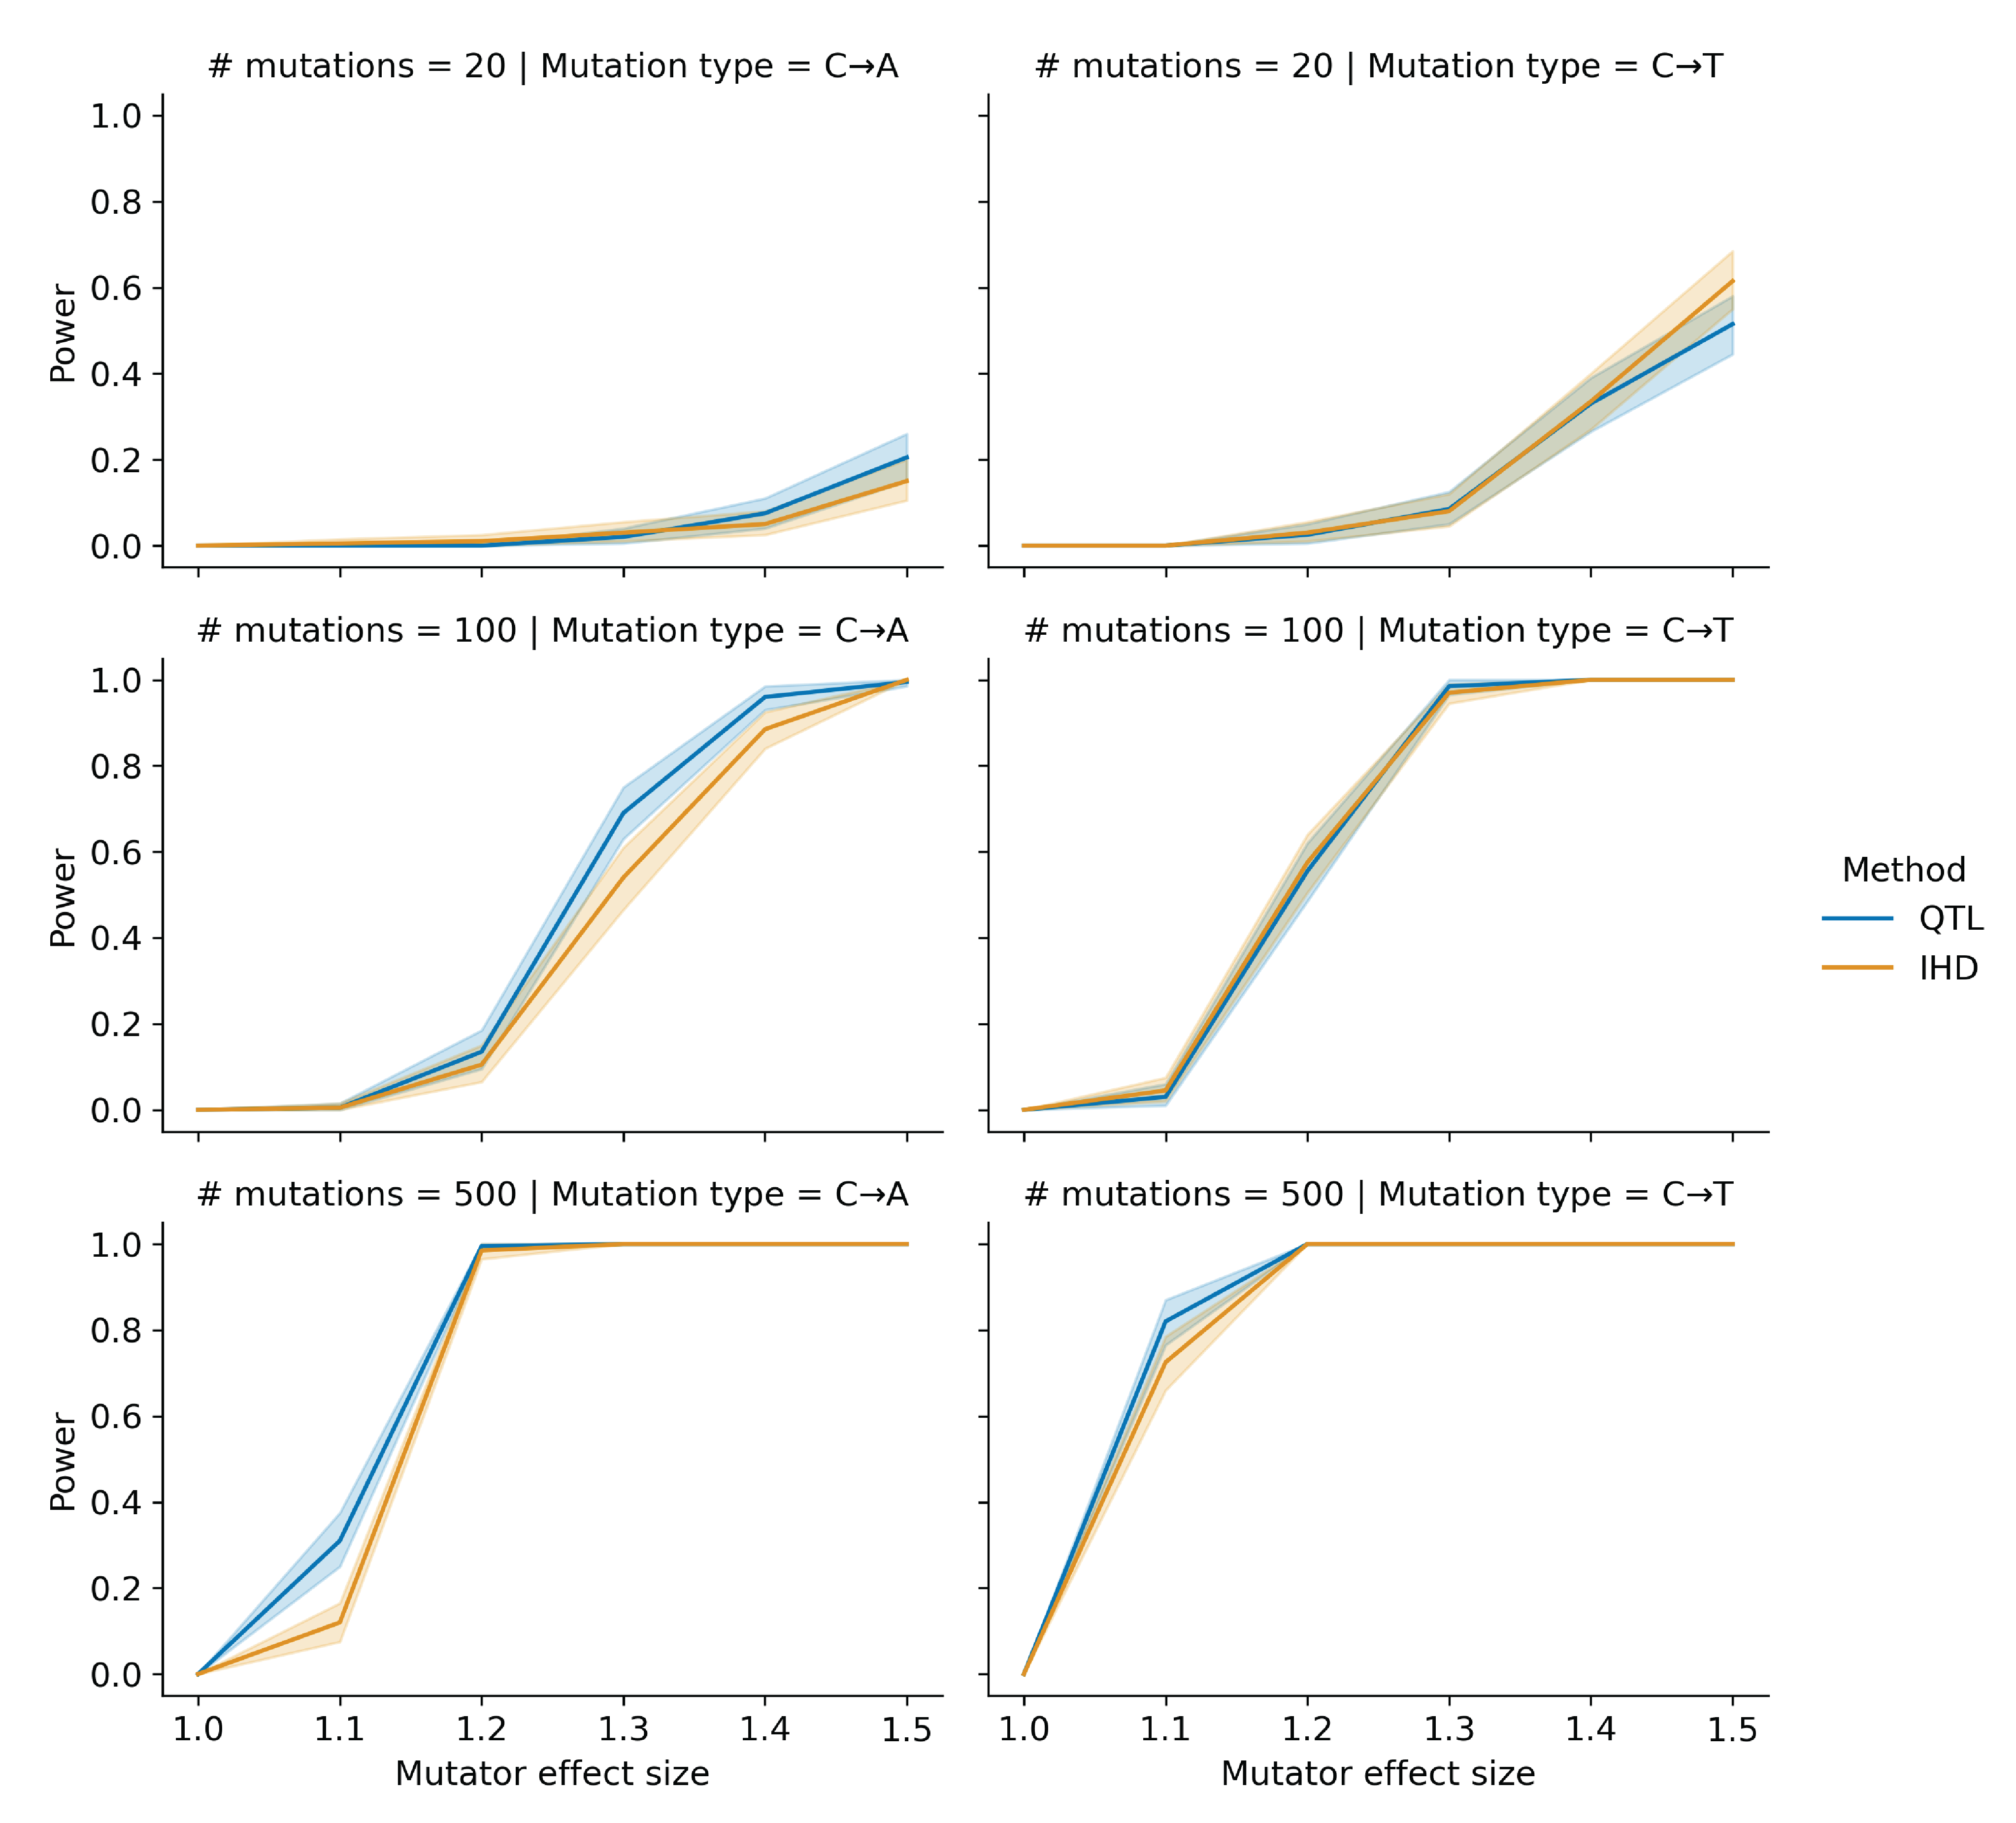 # mutations = 20 | Mutation type = C→A
# mutations = 20 | Mutation type = C→T
1.0
0.8
0.6
0.4
0.2
0.0
Power
# mutations = 100 | Mutation type = C→A
# mutations = 100 | Mutation type = C→T
1.0
0.8
0.6
0.4
0.2
0.0
Power
Method
QTL
IHD
# mutations = 500 | Mutation type = C→A
# mutations = 500 | Mutation type = C→T
1.0
0.8
0.6
0.4
0.2
0.0
Power
1.0 1.1 1.2 1.3 1.4 1.5
1.0 1.1 1.2 1.3 1.4 1.5
Mutator effect size
Mutator effect size